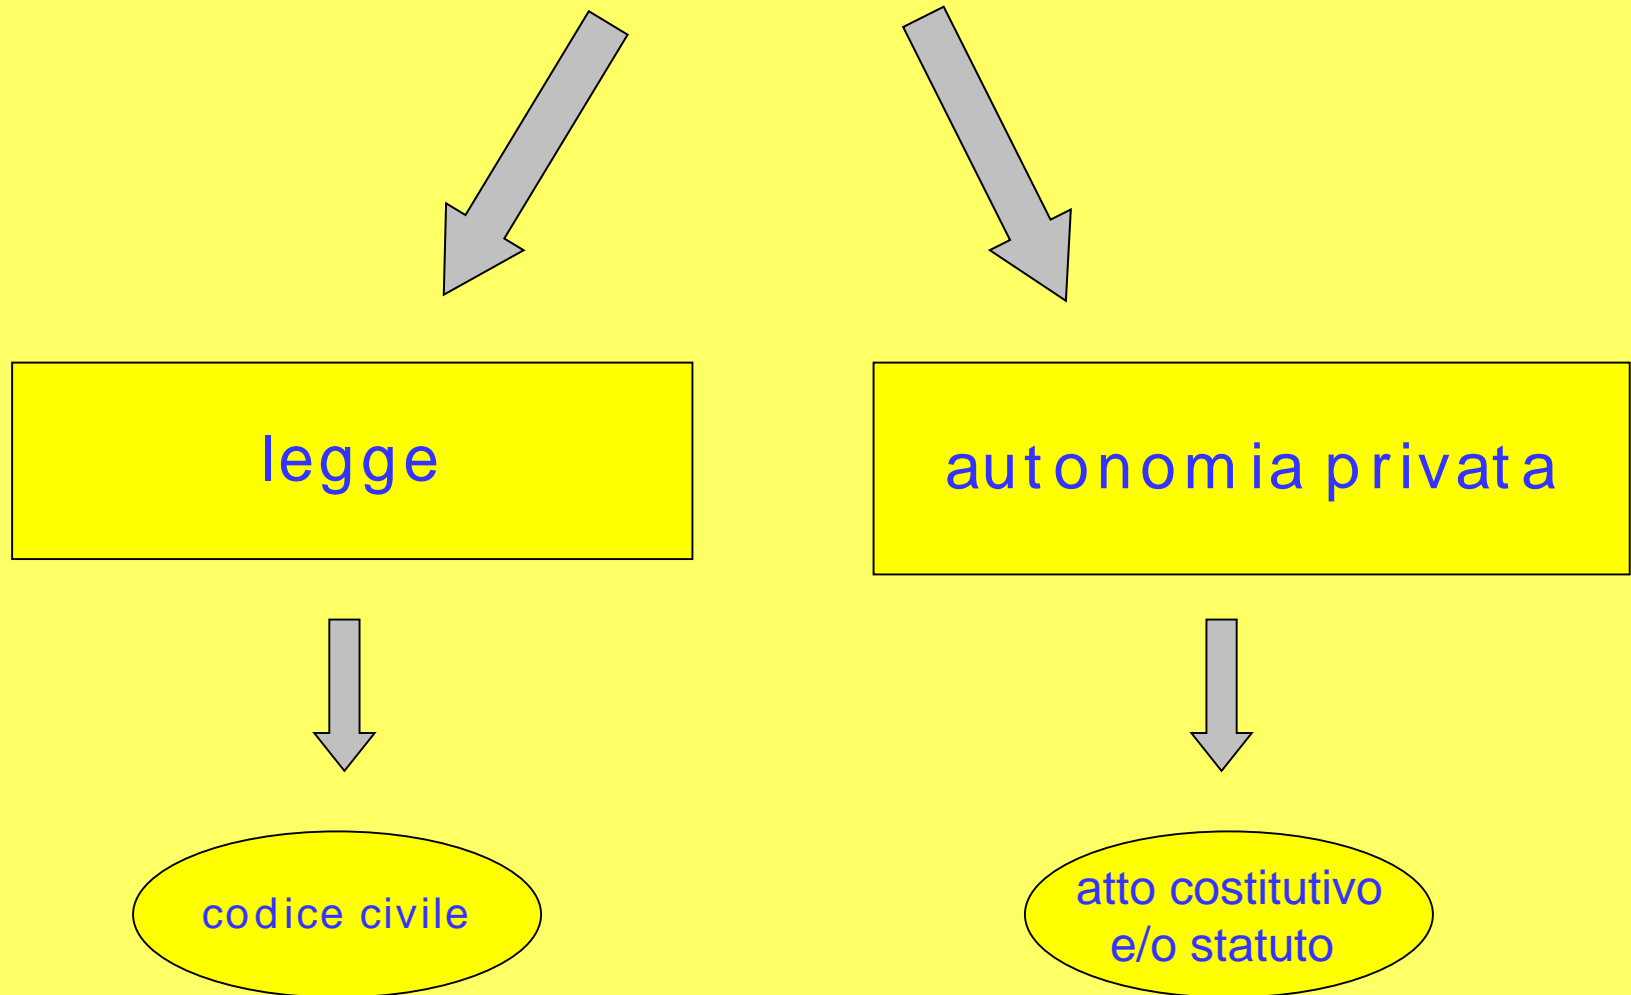 legge
autonomia privata
codice civile
atto costitutivo
e/o statuto